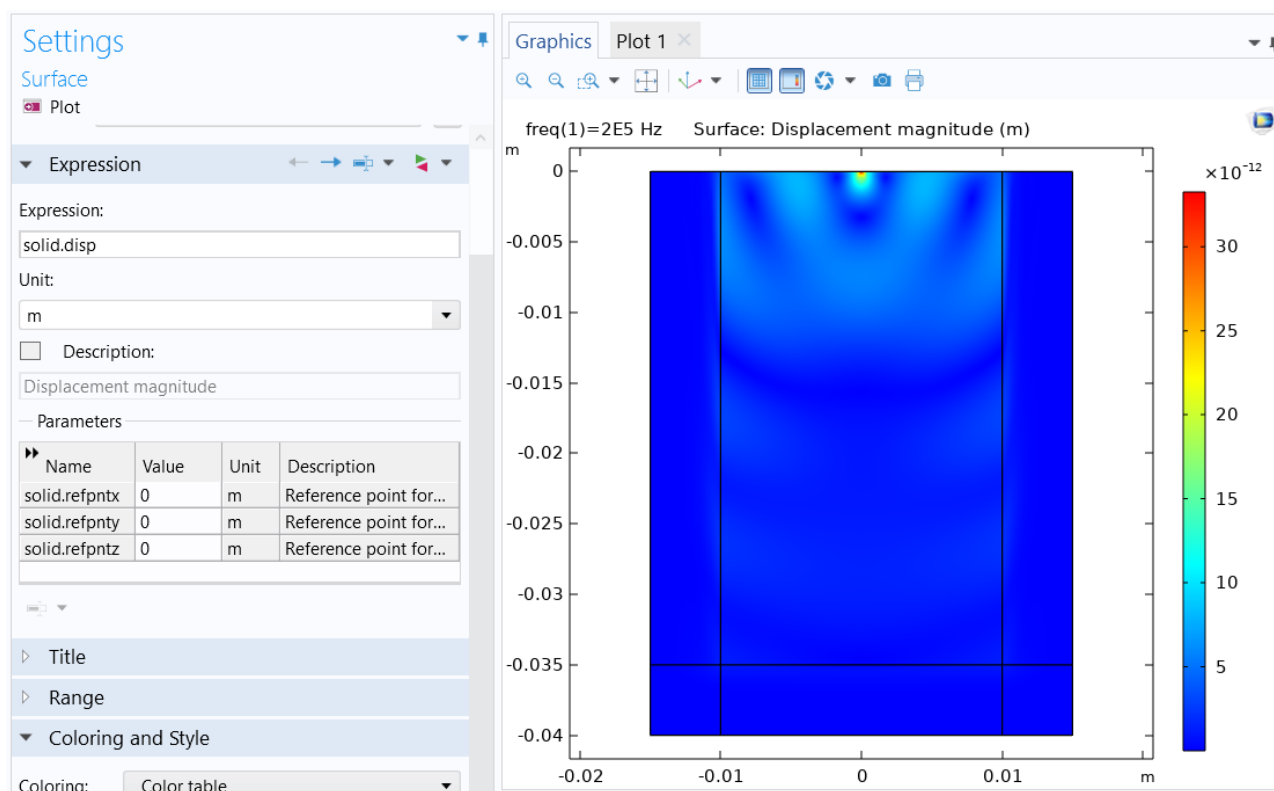 Settings
Surface
Plot
Expression
Expression:
solid.disp
Unit:
m
Description:
Displacement magnitude
Parameters
Name Value Unit Description
solid.refpntx 0 m Reference point for...
solid.refpnty 0 m Reference point for...
solid.refpntz 0 m Reference point for...
Title
Range
Coloring and Style
Coloring: Color table
Graphics Plot 1
freq(1)=2E5 Hz Surface: Displacement magnitude (m)
m
0
-0.005
-0.01
-0.015
-0.02
-0.025
-0.03
-0.035
-0.04
-0.02 -0.01 0 0.01 m
×10-12
30
25
20
15
10
5